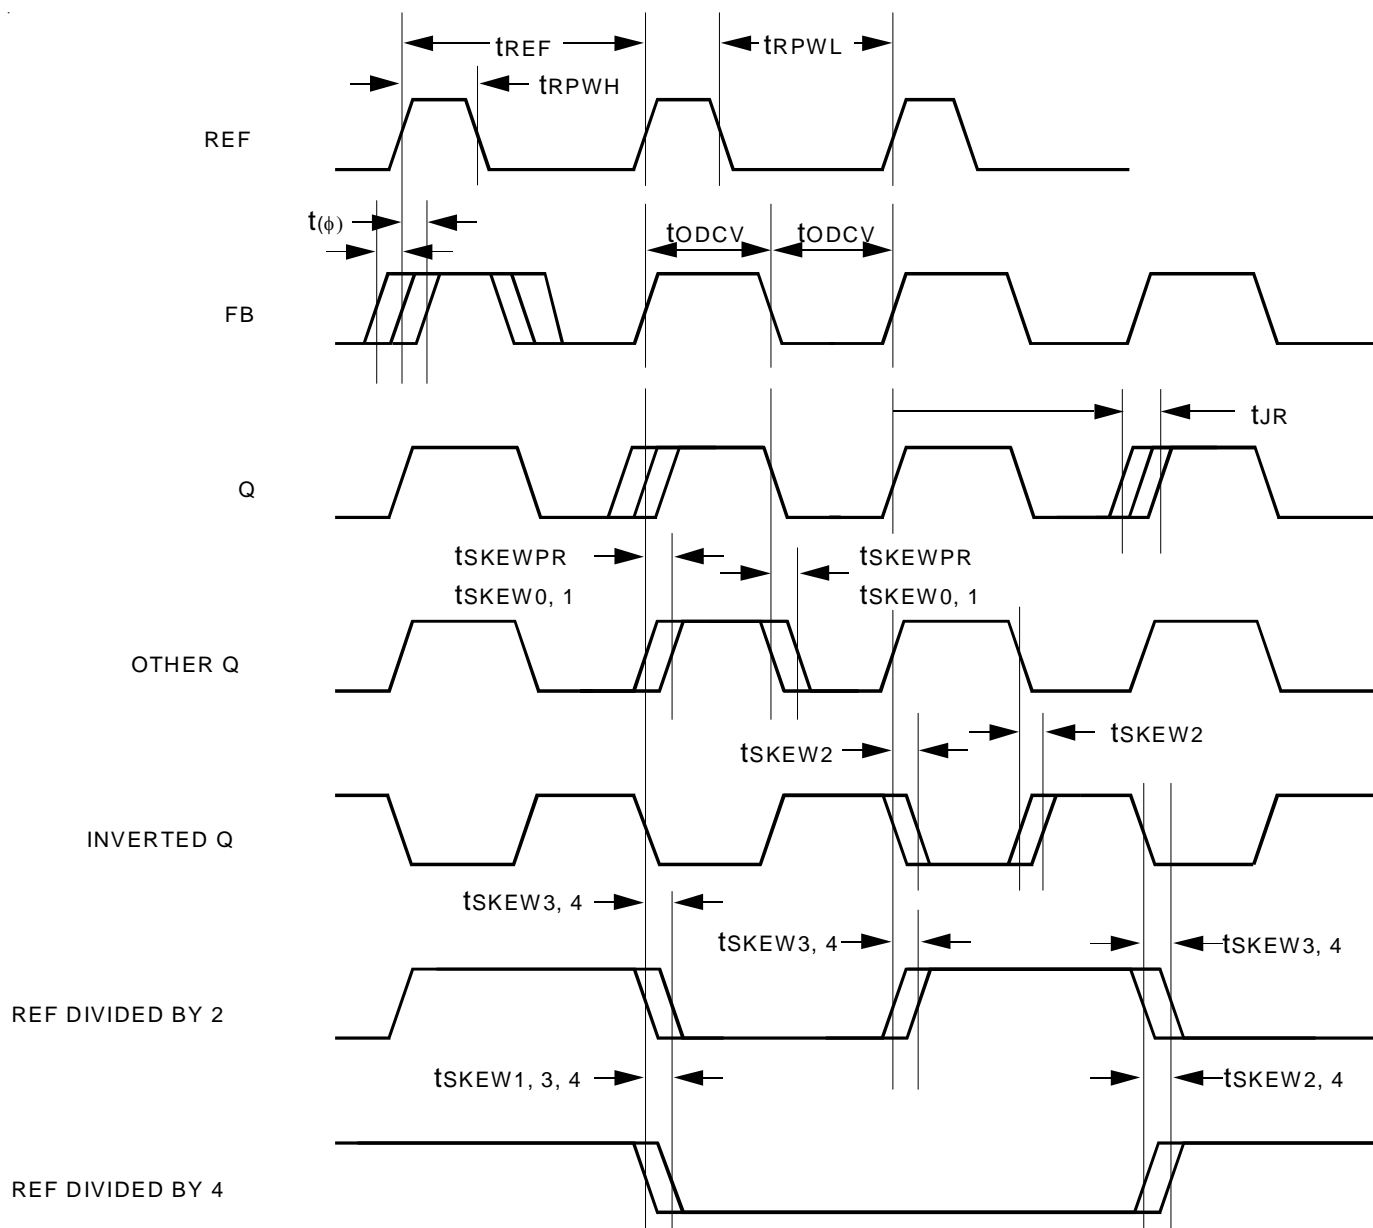 tREF
tRPWL
tRPWH
REF
t(ϕ)
tODCV
tODCV
FB
tJR
Q
tSKEWPR
tSKEW0, 1
tSKEWPR
tSKEW0, 1
OTHER Q
tSKEW2
tSKEW2
INVERTED Q
tSKEW3, 4
tSKEW3, 4
tSKEW3, 4
REF DIVIDED BY 2
tSKEW1, 3, 4
tSKEW2, 4
REF DIVIDED BY 4